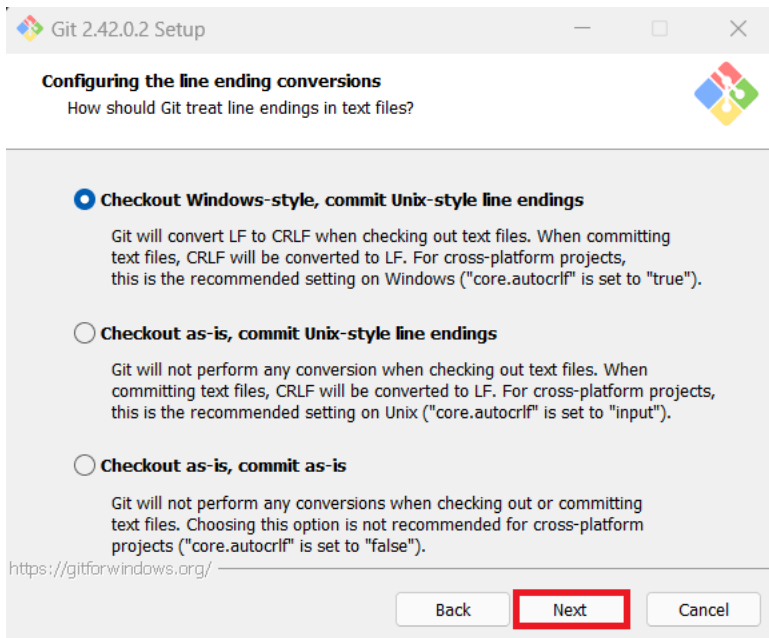 Git 2.42.0.2 Setup
Configuring the line ending conversions
How should Git treat line endings in text files?
Checkout Windows-style, commit Unix-style line endings
Git will convert LF to CRLF when checking out text files. When committing
text files, CRLF will be converted to LF. For cross-platform projects,
this is the recommended setting on Windows ("core.autocrlf" is set to "true").
Checkout as-is, commit Unix-style line endings
Git will not perform any conversion when checking out text files. When
committing text files, CRLF will be converted to LF. For cross-platform projects,
this is the recommended setting on Unix ("core.autocrlf" is set to "input").
Checkout as-is, commit as-is
Git will not perform any conversions when checking out or committing
text files. Choosing this option is not recommended for cross-platform
projects ("core.autocrlf" is set to "false").
https://gitforwindows.org/
Back Next Cancel